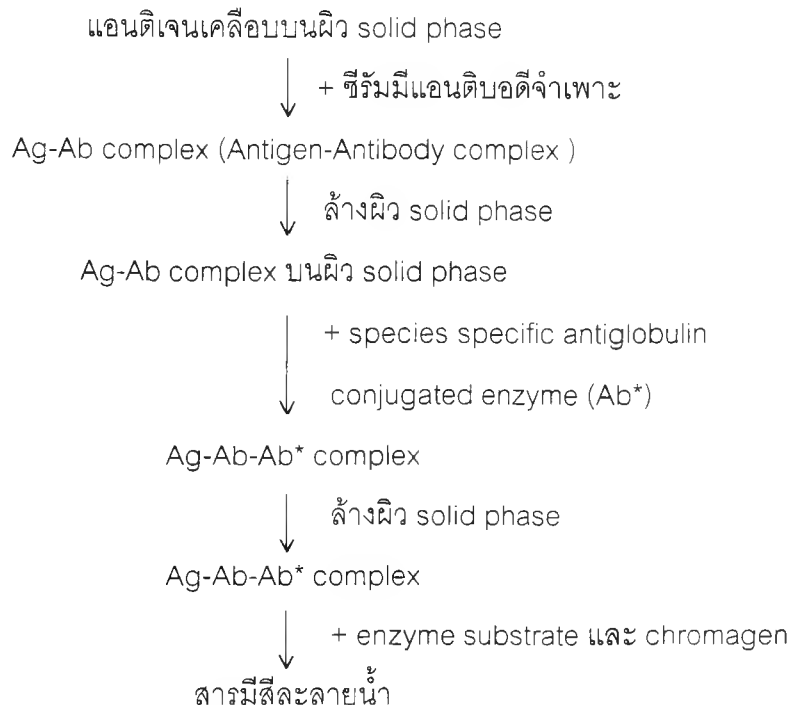 แอนติเจนเคลือบบนผิว solid phase
+ ซีรัมมีแอนติบอดีจำเพาะ
Ag-Ab complex (Antigen-Antibody complex )
ล้างผิว solid phase
Ag-Ab complex บนผิว solid phase
+ species specific antiglobulin
conjugated enzyme (Ab*)
Ag-Ab-Ab* complex
ล้างผิว solid phase
Ag-Ab-Ab* complex
+ enzyme substrate และ chromagen
สารมีสีละลายน้ำ